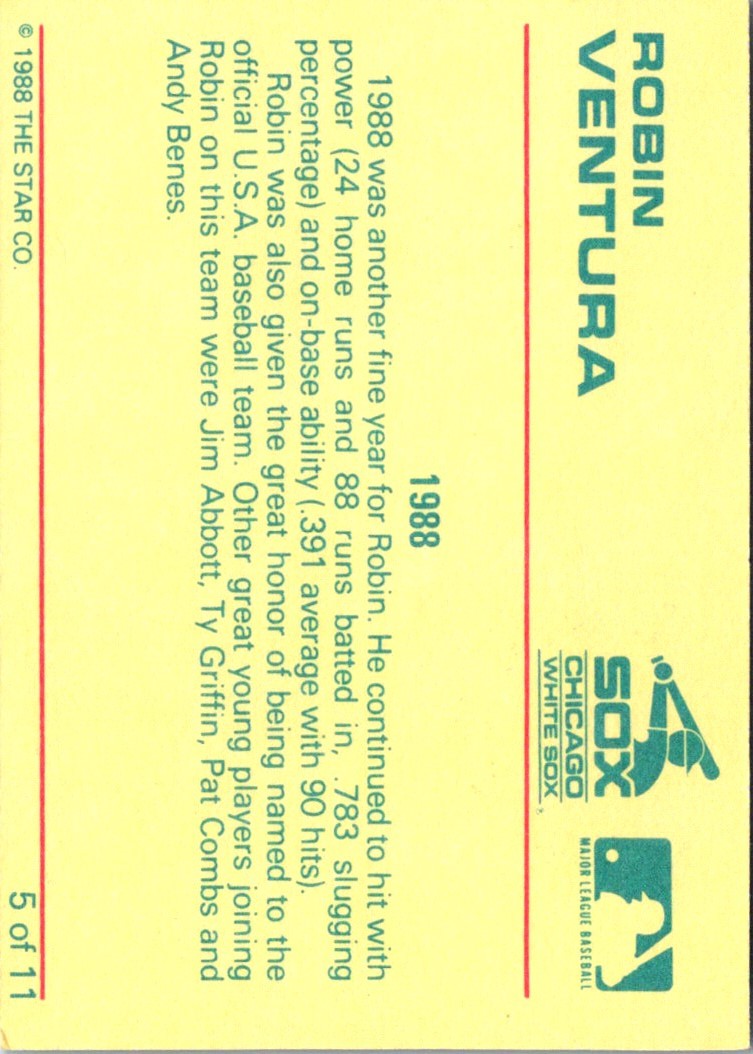 ROBIN
VENTURA
SOX
CHICAGO
WHITE SOX
MAJOR LEAGUE BASEBALL
1988
1988 was another fine year for Robin. He continued to hit with
power (24 home runs and 88 runs batted in, .783 slugging
percentage) and on-base ability (.391 average with 90 hits).
Robin was also given the great honor of being named to the
official U.S.A. baseball team. Other great young players joining
Robin on this team were Jim Abbott, Ty Griffin, Pat Combs and
Andy Benes.
© 1988 THE STAR CO.
5 of 11